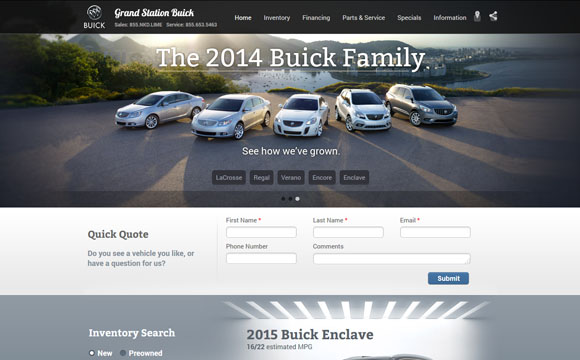 BUICK
Grand Station Buick
Sales: 855.NKO.LIME Service: 855.653.5463
Home Inventory Financing Parts & Service Specials Information
The 2014 Buick Family.
See how we've grown.
LaCrosse Regal Verano Encore Enclave
Quick Quote
Do you see a vehicle you like, or
have a question for us?
First Name * Last Name * Email *
Phone Number Comments
Submit
Inventory Search
New Preowned
2015 Buick Enclave
16/22 estimated MPG